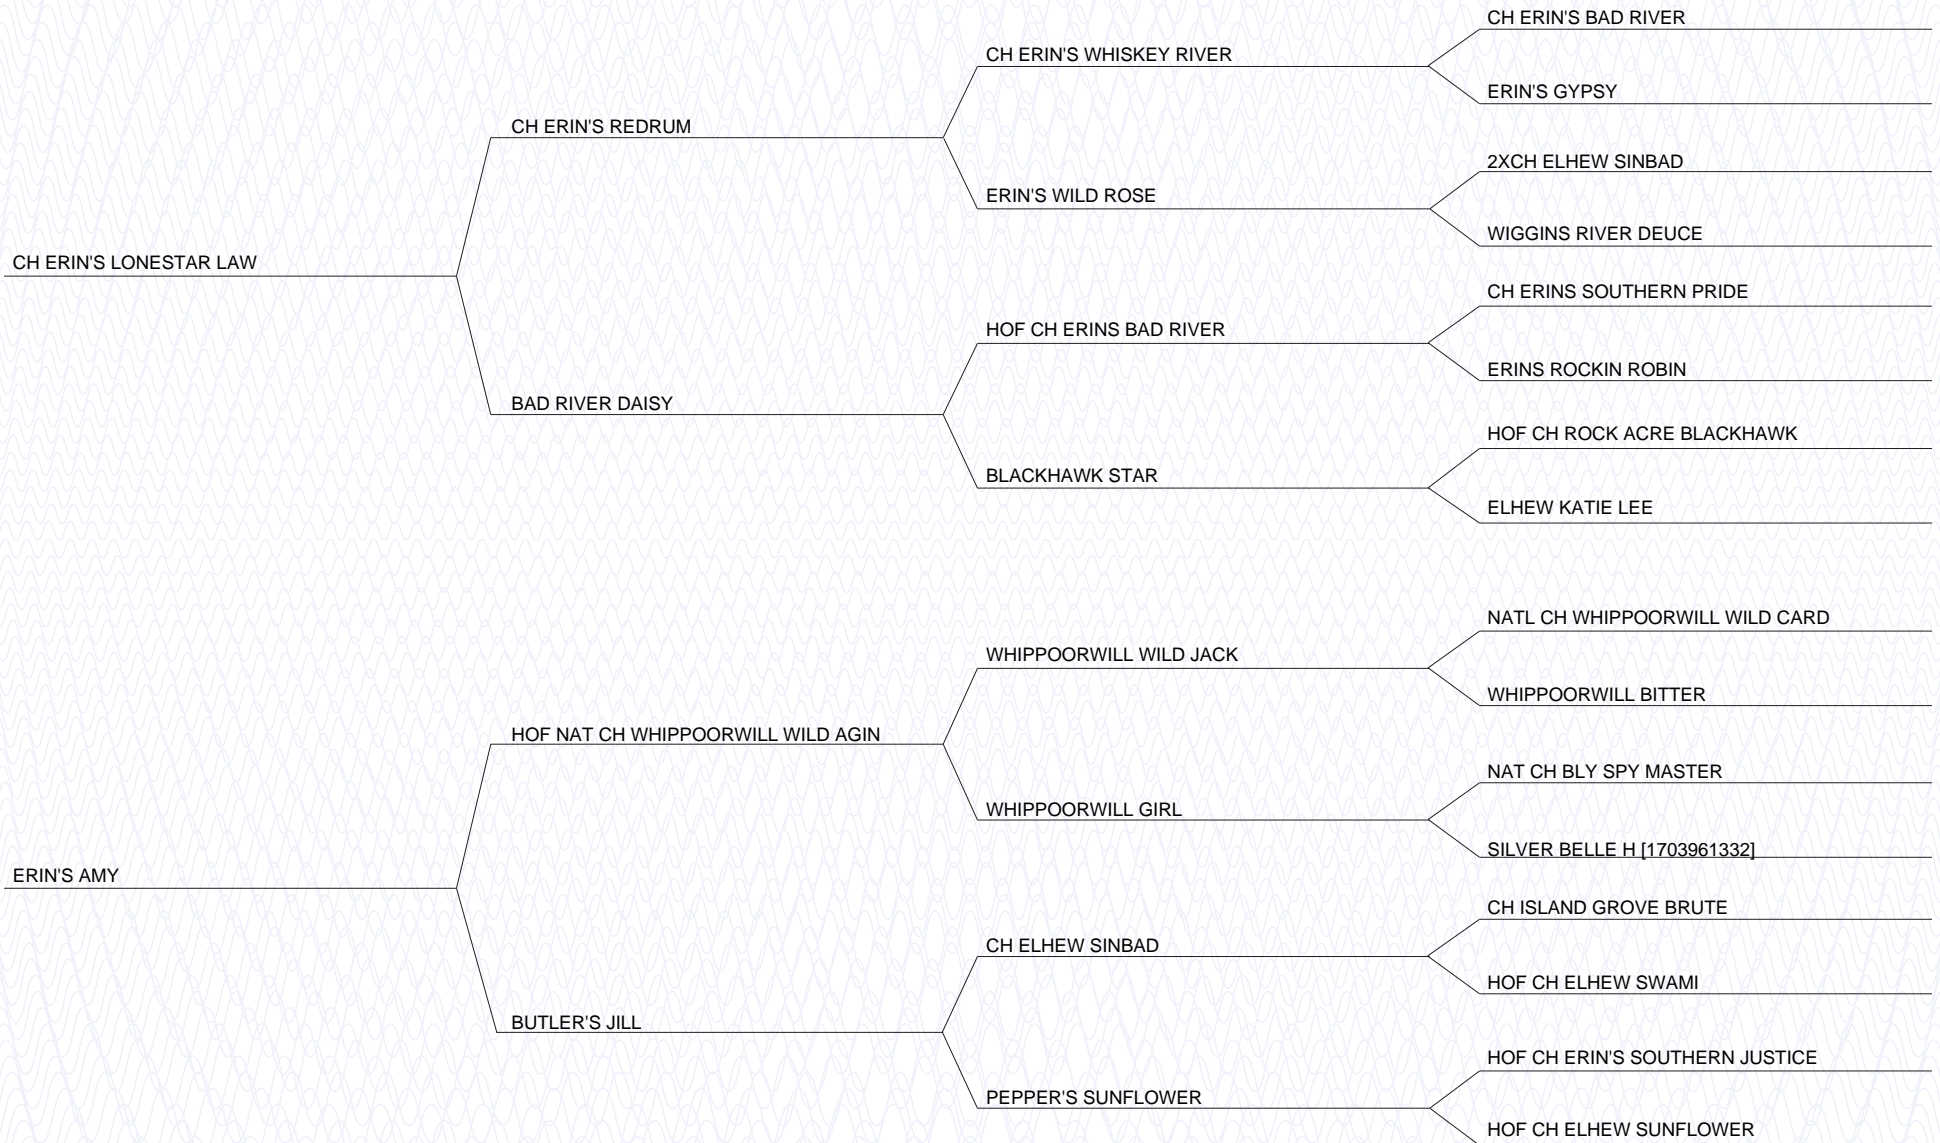 CH ERIN'S BAD RIVER
CH ERIN'S WHISKEY RIVER
ERIN'S GYPSY
CH ERIN'S REDRUM
2XCH ELHEW SINBAD
ERIN'S WILD ROSE
WIGGINS RIVER DEUCE
CH ERIN'S LONESTAR LAW
CH ERINS SOUTHERN PRIDE
HOF CH ERINS BAD RIVER
ERINS ROCKIN ROBIN
BAD RIVER DAISY
HOF CH ROCK ACRE BLACKHAWK
BLACKHAWK STAR
ELHEW KATIE LEE
NATL CH WHIPPOORWILL WILD CARD
WHIPPOORWILL WILD JACK
WHIPPOORWILL BITTER
HOF NAT CH WHIPPOORWILL WILD AGIN
NAT CH BLY SPY MASTER
WHIPPOORWILL GIRL
SILVER BELLE H [1703961332]
ERIN'S AMY
CH ISLAND GROVE BRUTE
CH ELHEW SINBAD
HOF CH ELHEW SWAMI
BUTLER'S JILL
HOF CH ERIN'S SOUTHERN JUSTICE
PEPPER'S SUNFLOWER
HOF CH ELHEW SUNFLOWER